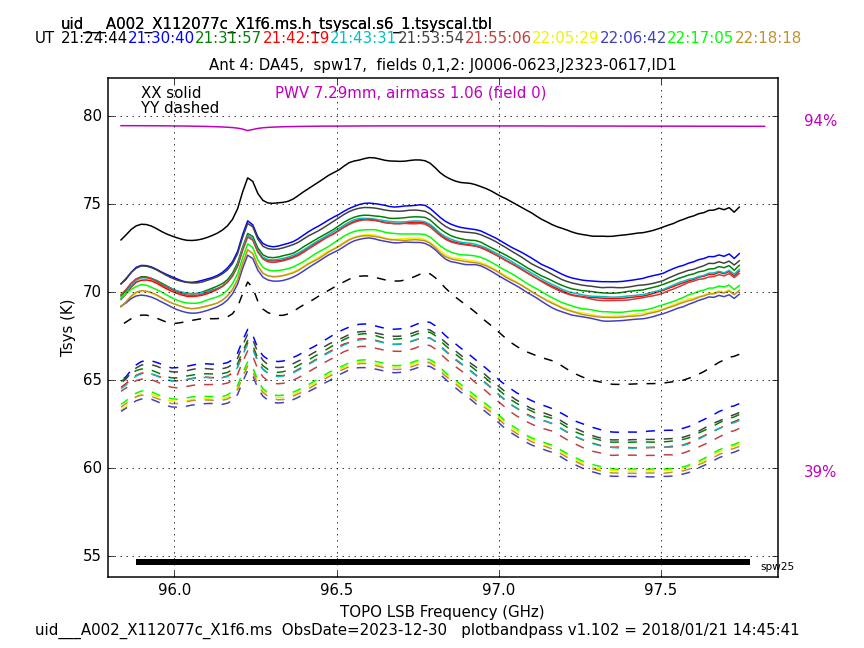 uid___A002_X112077c_X1f6.ms.h_tsyscal.s6_1.tsyscal.tbl
UT 21:24:44 21:30:40 21:31:57 21:42:19 21:43:31 21:53:54 21:55:06 22:05:29 22:06:42 22:17:05 22:18:18
Ant 4: DA45,  spw17,  fields 0,1,2: J0006-0623,J2323-0617,ID1
XX solid
PWV 7.29mm, airmass 1.06 (field 0)
YY dashed
94%
80
75
70
65
60
55
Tsys (K)
39%
spw25
96.0 96.5 97.0 97.5
TOPO LSB Frequency (GHz)
uid___A002_X112077c_X1f6.ms  ObsDate=2023-12-30   plotbandpass v1.102 = 2018/01/21 14:45:41